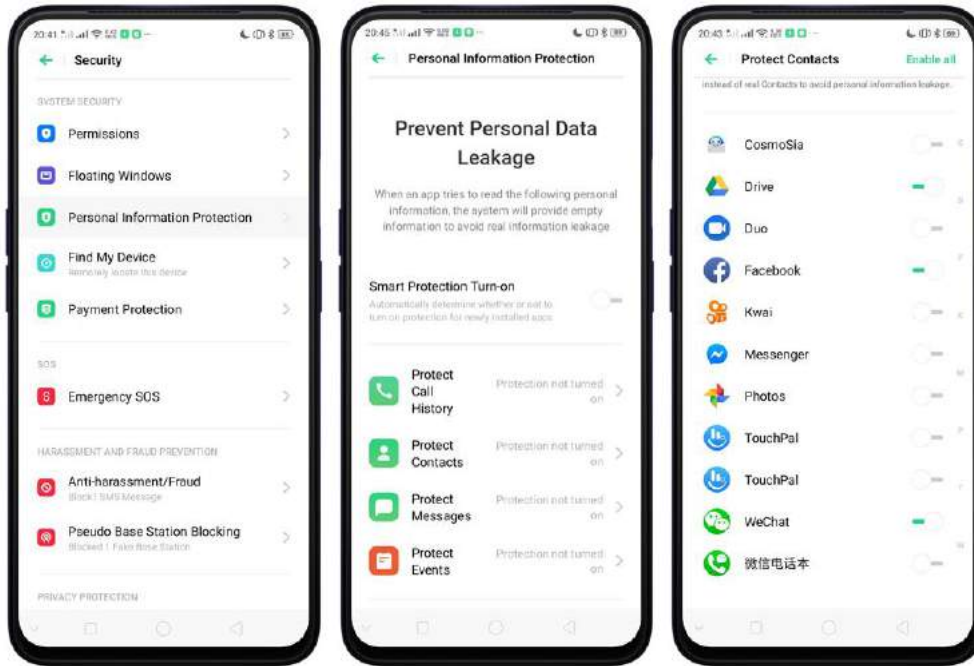 20:41
Security
SYSTEM SECURITY
Permissions
Floating Windows
Personal Information Protection
Find My Device
Remotely locate this device
Payment Protection
SOS
Emergency SOS
HARASSMENT AND FRAUD PREVENTION
Anti-harassment/Fraud
Block1 SMS Message
Pseudo Base Station Blocking
Blocked 1 Fake Base Station
PRIVACY PROTECTION
20:45
Personal Information Protection
Prevent Personal Data
Leakage
When an app tries to read the following personal
information, the system will provide empty
information to avoid real information leakage
Smart Protection Turn-on
Automatically determine whether or not to
turn on protection for newly installed apps
Protect
Call
History
Protection not turned
on
Protect
Contacts
Protection not turned
on
Protect
Messages
Protection not turned
on
Protect
Events
Protection not turned
on
20:43
Protect Contacts
Enable all
instead of real Contacts to avoid personal information leakage.
CosmoSia
Drive
Duo
Facebook
Kwai
Messenger
Photos
TouchPal
TouchPal
WeChat
微信电话本